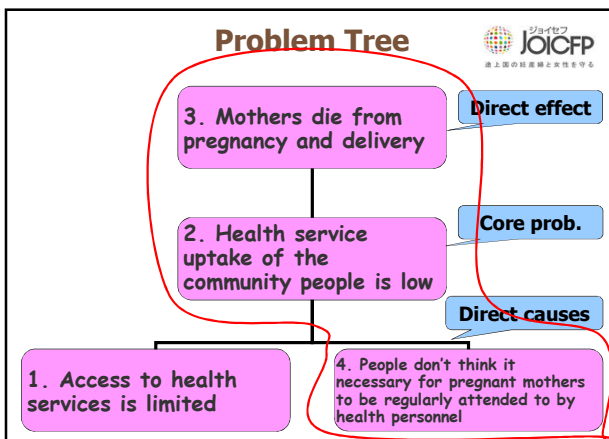 Problem Tree
ジョイセフ
JOICFP
途上国の妊産婦と女性を守る
3. Mothers die from
pregnancy and delivery
Direct effect
2. Health service
uptake of the
community people is low
Core prob.
Direct causes
1. Access to health
services is limited
4. People don't think it
necessary for pregnant mothers
to be regularly attended to by
health personnel